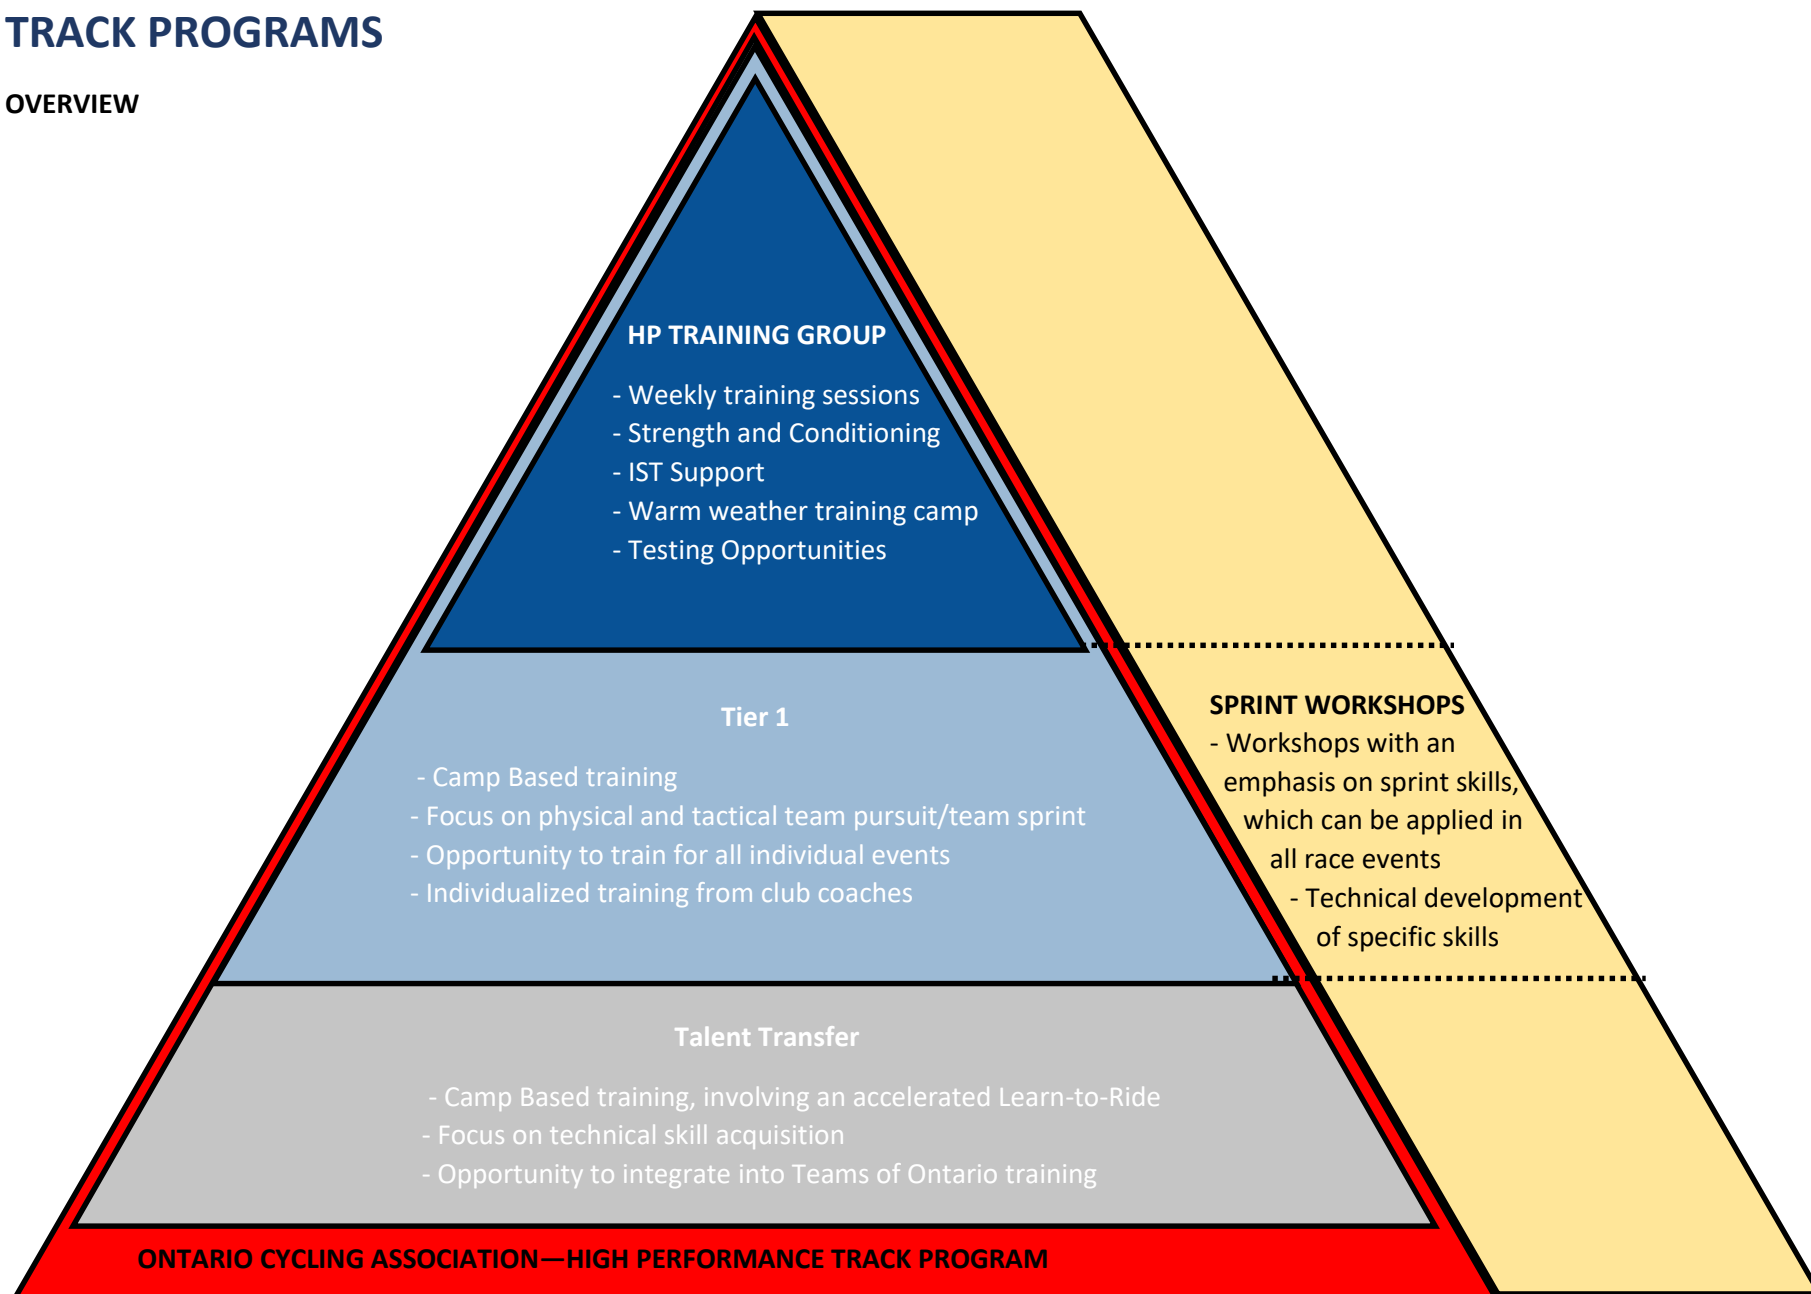 TRACK PROGRAMS
OVERVIEW
HP TRAINING GROUP
- Weekly training sessions
- Strength and Conditioning
- IST Support
- Warm weather training camp
- Testing Opportunities
Tier 1
- Camp Based training
- Focus on physical and tactical team pursuit/team sprint
- Opportunity to train for all individual events
- Individualized training from club coaches
SPRINT WORKSHOPS
- Workshops with an
emphasis on sprint skills,
which can be applied in
all race events
- Technical development
of specific skills
Talent Transfer
- Camp Based training, involving an accelerated Learn-to-Ride
- Focus on technical skill acquisition
- Opportunity to integrate into Teams of Ontario training
ONTARIO CYCLING ASSOCIATION—HIGH PERFORMANCE TRACK PROGRAM